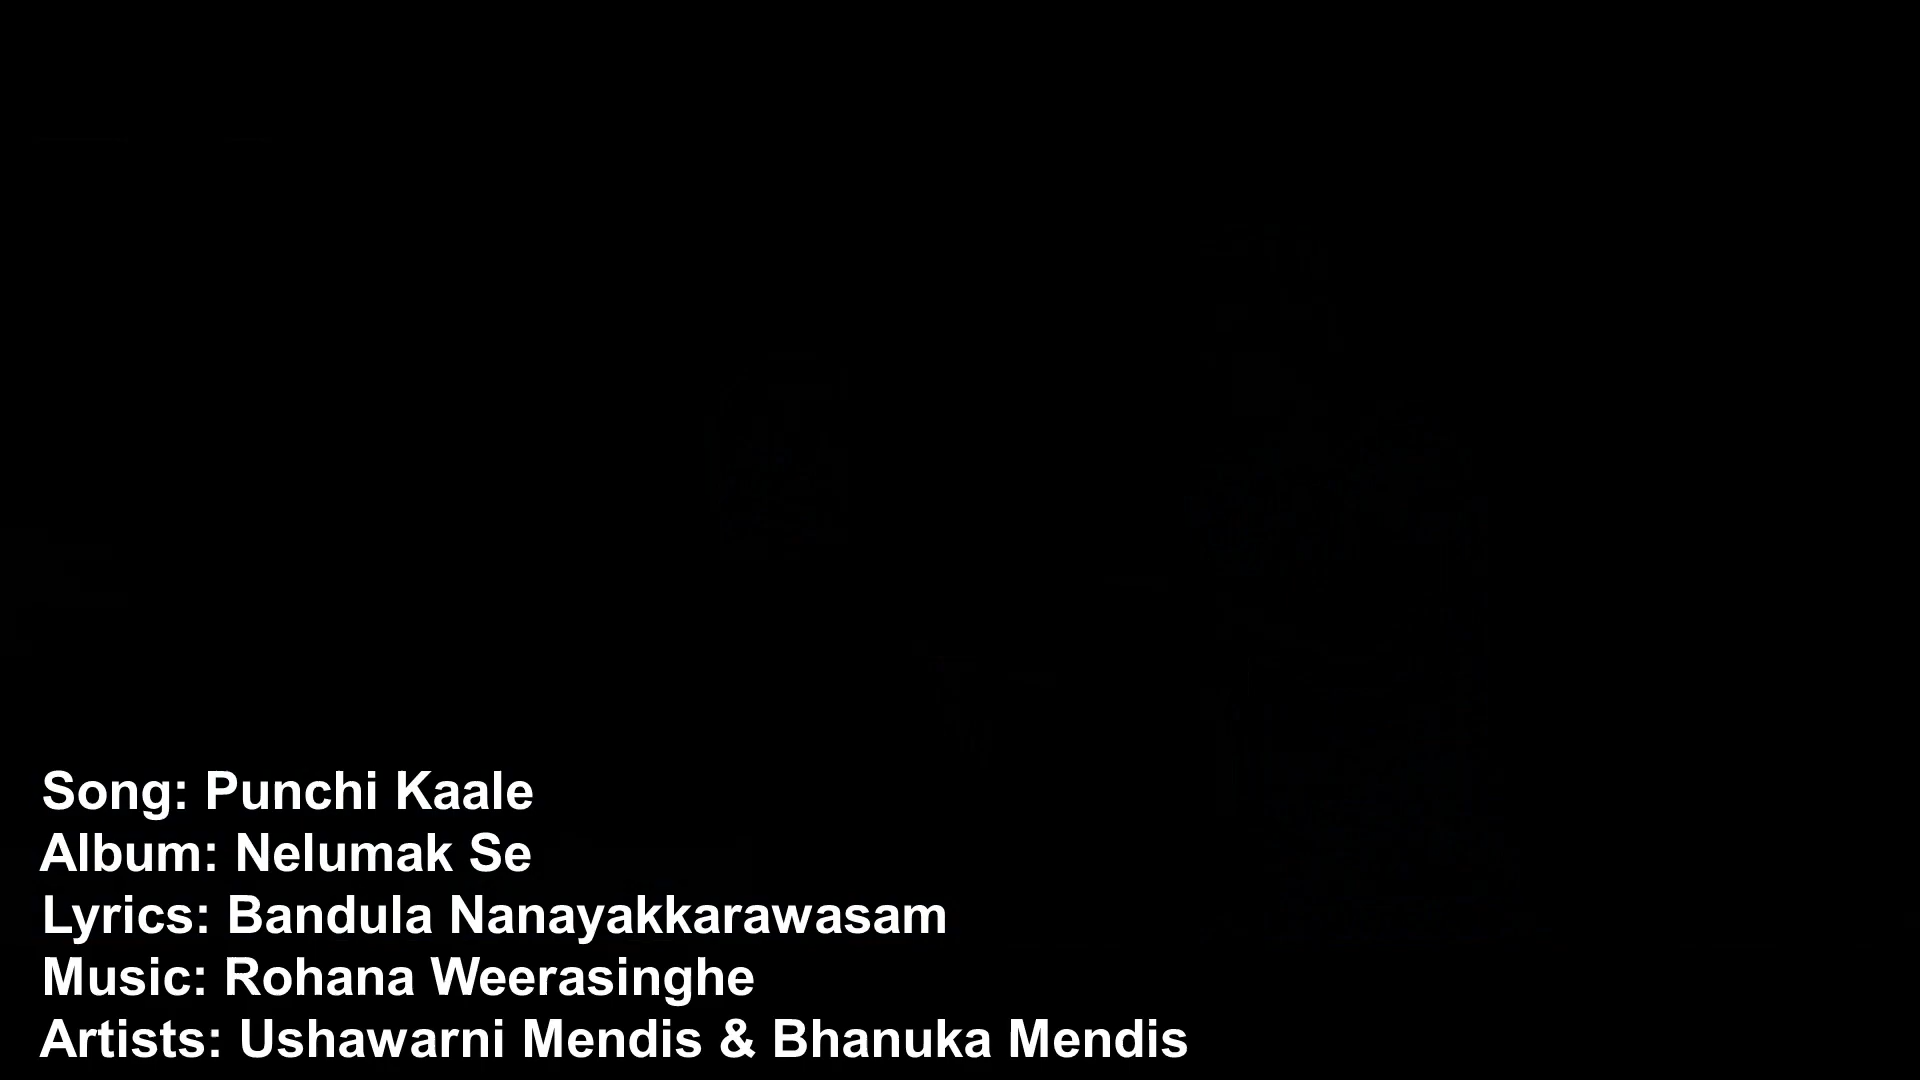 Song: Punchi Kaale
Album: Nelumak Se
Lyrics: Bandula Nanayakkarawasam
Music: Rohana Weerasinghe
Artists: Ushawarni Mendis & Bhanuka Mendis